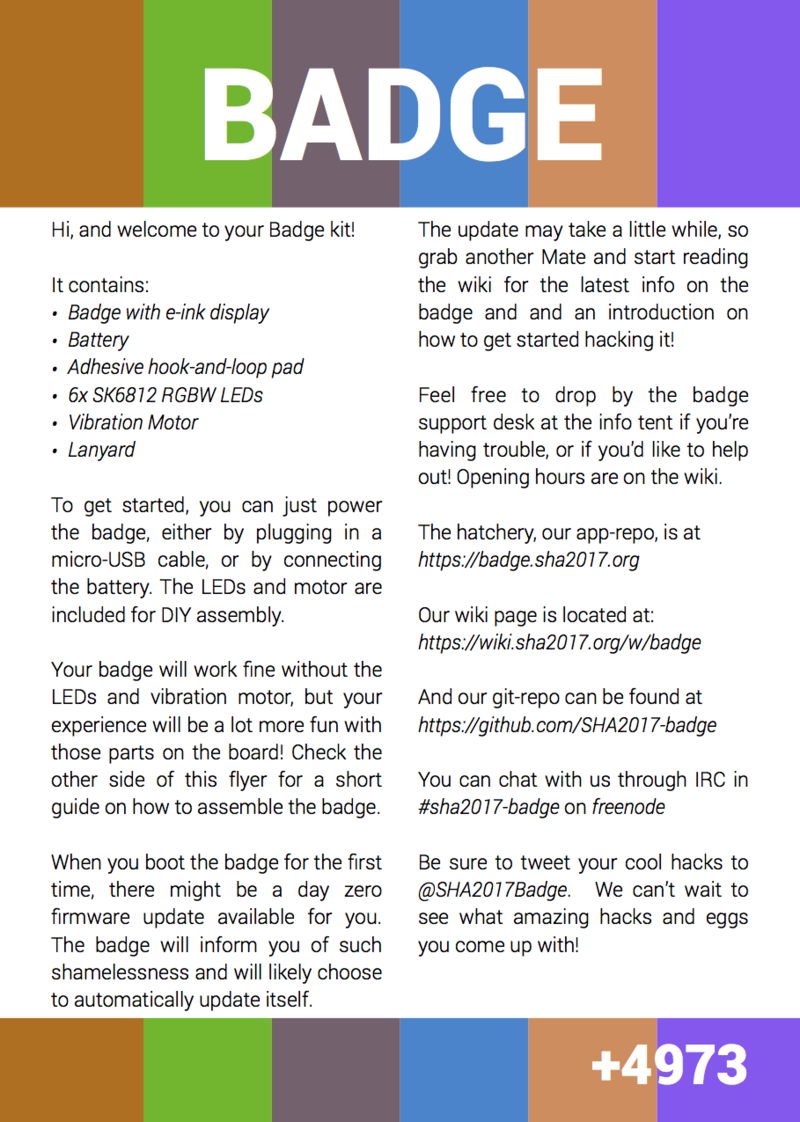 BADGE
Hi, and welcome to your Badge kit!
It contains:
• Badge with e-ink display
• Battery
• Adhesive hook-and-loop pad
• 6x SK6812 RGBW LEDs
• Vibration Motor
• Lanyard
To get started, you can just power
the badge, either by plugging in a
micro-USB cable, or by connecting
the battery. The LEDs and motor are
included for DIY assembly.
Your badge will work fine without the
LEDs and vibration motor, but your
experience will be a lot more fun with
those parts on the board! Check the
other side of this flyer for a short
guide on how to assemble the badge.
When you boot the badge for the first
time, there might be a day zero
firmware update available for you.
The badge will inform you of such
shamelessness and will likely choose
to automatically update itself.
The update may take a little while, so
grab another Mate and start reading
the wiki for the latest info on the
badge and and an introduction on
how to get started hacking it!
Feel free to drop by the badge
support desk at the info tent if you're
having trouble, or if you'd like to help
out! Opening hours are on the wiki.
The hatchery, our app-repo, is at
https://badge.sha2017.org
Our wiki page is located at:
https://wiki.sha2017.org/w/badge
And our git-repo can be found at
https://github.com/SHA2017-badge
You can chat with us through IRC in
#sha2017-badge on freenode
Be sure to tweet your cool hacks to
@SHA2017Badge. We can't wait to
see what amazing hacks and eggs
you come up with!
+4973